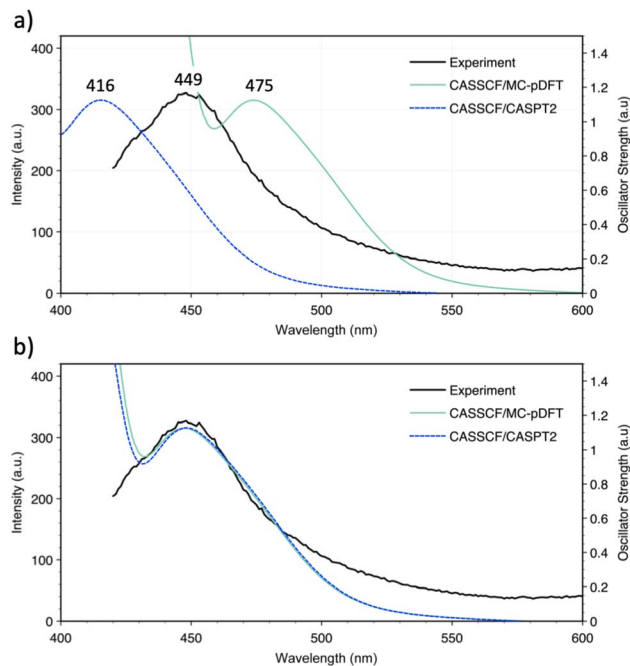 a)
400
300
200
100
0
Intensity (a.u.)
416
449
475
Experiment
CASSCF/MC-pDFT
CASSCF/CASPT2
1.4
1.2
1
0.8
0.6
0.4
0.2
0
Oscillator Strength (a.u)
400
450
500
550
600
Wavelength (nm)
b)
400
300
200
100
0
Intensity (a.u.)
Experiment
CASSCF/MC-pDFT
CASSCF/CASPT2
1.4
1.2
1
0.8
0.6
0.4
0.2
0
Oscillator Strength (a.u)
400
450
500
550
600
Wavelength (nm)